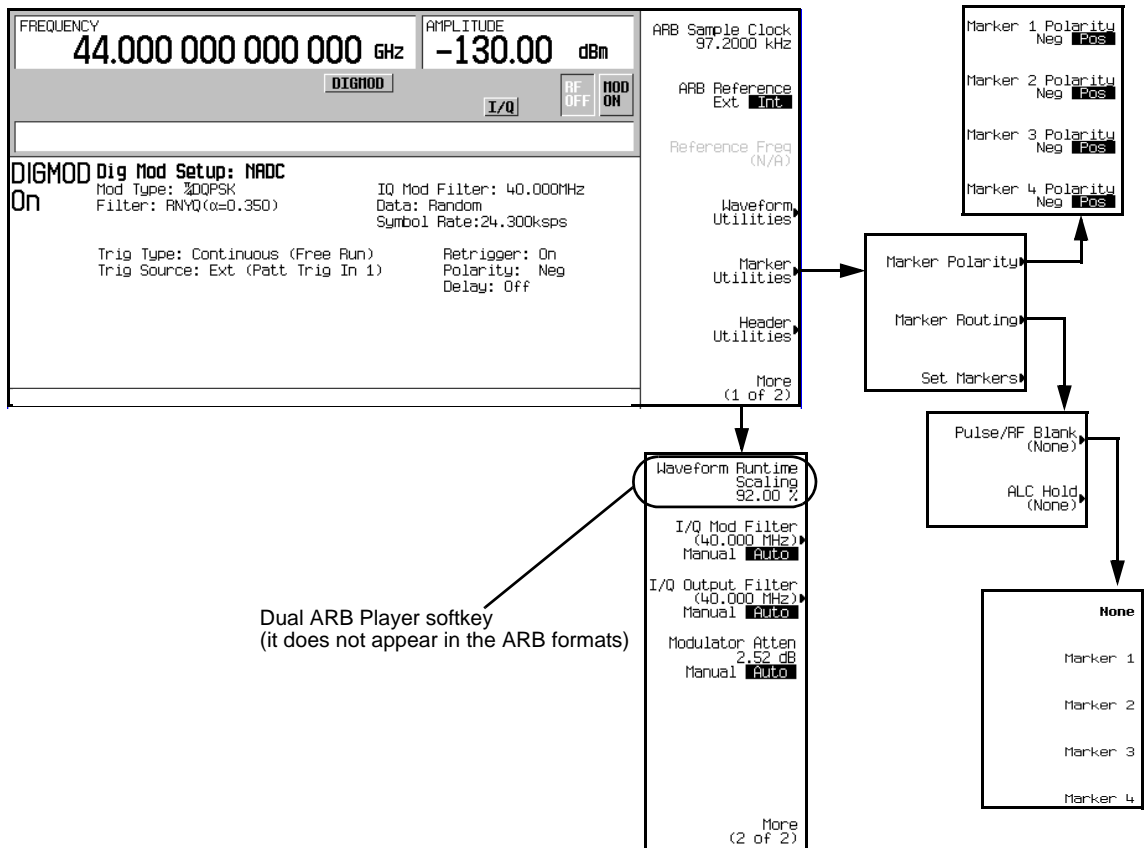 FREQUENCY
44.000 000 000 000 GHz
AMPLITUDE
-130.00 dBm
DIGMOD
I/Q
RF OFF
MOD ON
DIGMOD On
Dig Mod Setup: NADC
Mod Type: π/4DQPSK
Filter: RNYQ(α=0.350)
IQ Mod Filter: 40.000MHz
Data: Random
Symbol Rate:24.300ksps
Trig Type: Continuous (Free Run)
Trig Source: Ext (Patt Trig In 1)
Retrigger: On
Polarity: Neg
Delay: Off
ARB Sample Clock
97.2000 kHz
ARB Reference
Ext Int
Reference Freq
(N/A)
Waveform
Utilities
Marker
Utilities
Header
Utilities
More
(1 of 2)
Marker Polarity
Marker Routing
Set Markers
Marker 1 Polarity
Neg Pos
Marker 2 Polarity
Neg Pos
Marker 3 Polarity
Neg Pos
Marker 4 Polarity
Neg Pos
Pulse/RF Blank
(None)
ALC Hold
(None)
None
Marker 1
Marker 2
Marker 3
Marker 4
Waveform Runtime
Scaling
92.00 %
I/Q Mod Filter
(40.000 MHz)
Manual Auto
I/Q Output Filter
(40.000 MHz)
Manual Auto
Modulator Atten
2.52 dB
Manual Auto
More
(2 of 2)
Dual ARB Player softkey
(it does not appear in the ARB formats)